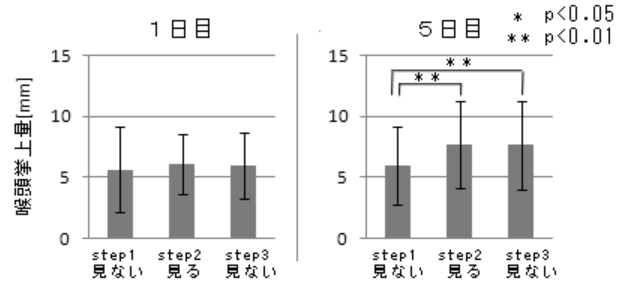 1日目
5日目
* p<0.05
** p<0.01
喉頭挙上量[mm]
15
10
5
0
step1
見ない
step2
見る
step3
見ない
15
10
5
0
**
**
step1
見ない
step2
見る
step3
見ない